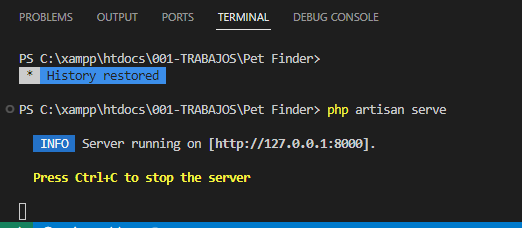 PROBLEMS OUTPUT PORTS TERMINAL DEBUG CONSOLE
PS C:\xampp\htdocs\001-TRABAJOS\Pet Finder>
* History restored
PS C:\xampp\htdocs\001-TRABAJOS\Pet Finder> php artisan serve
INFO Server running on [http://127.0.0.1:8000].
Press Ctrl+C to stop the server